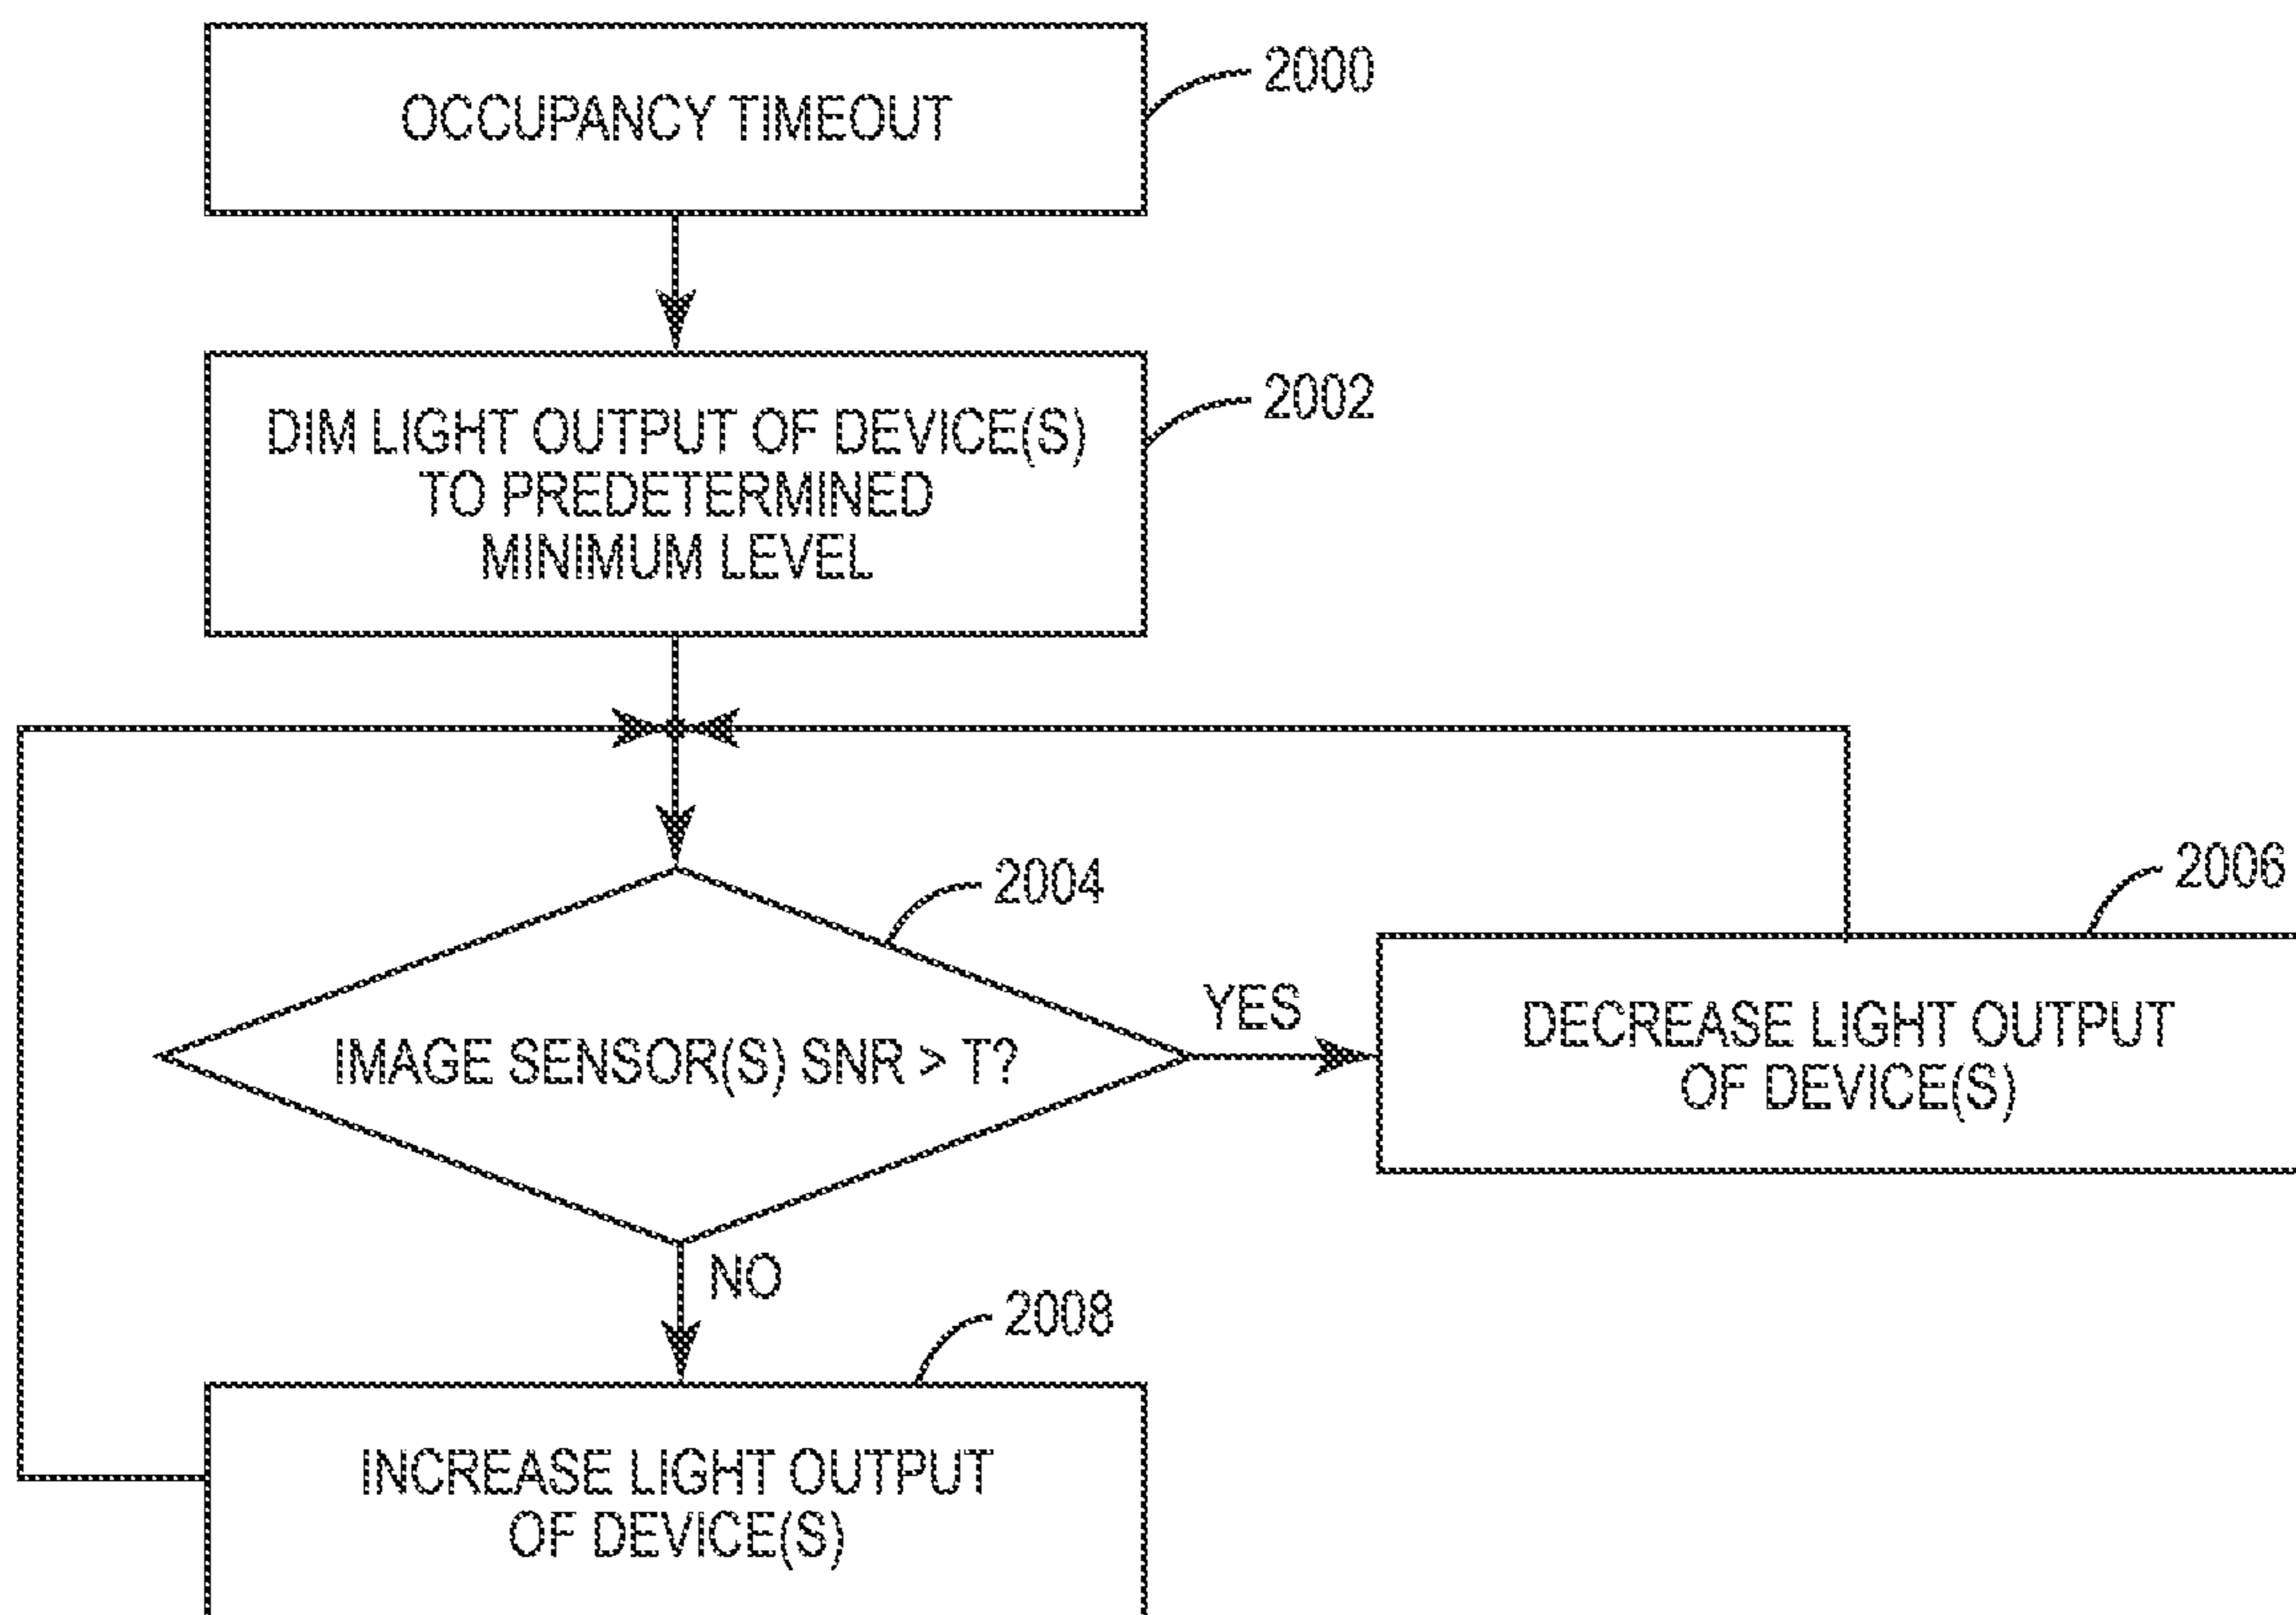 OCCUPANCY TIMEOUT
2000
DIM LIGHT OUTPUT OF DEVICE(S)
TO PREDETERMINED
MINIMUM LEVEL
2002
IMAGE SENSOR(S) SNR > T?
2004
YES
DECREASE LIGHT OUTPUT
OF DEVICE(S)
2006
NO
INCREASE LIGHT OUTPUT
OF DEVICE(S)
2008